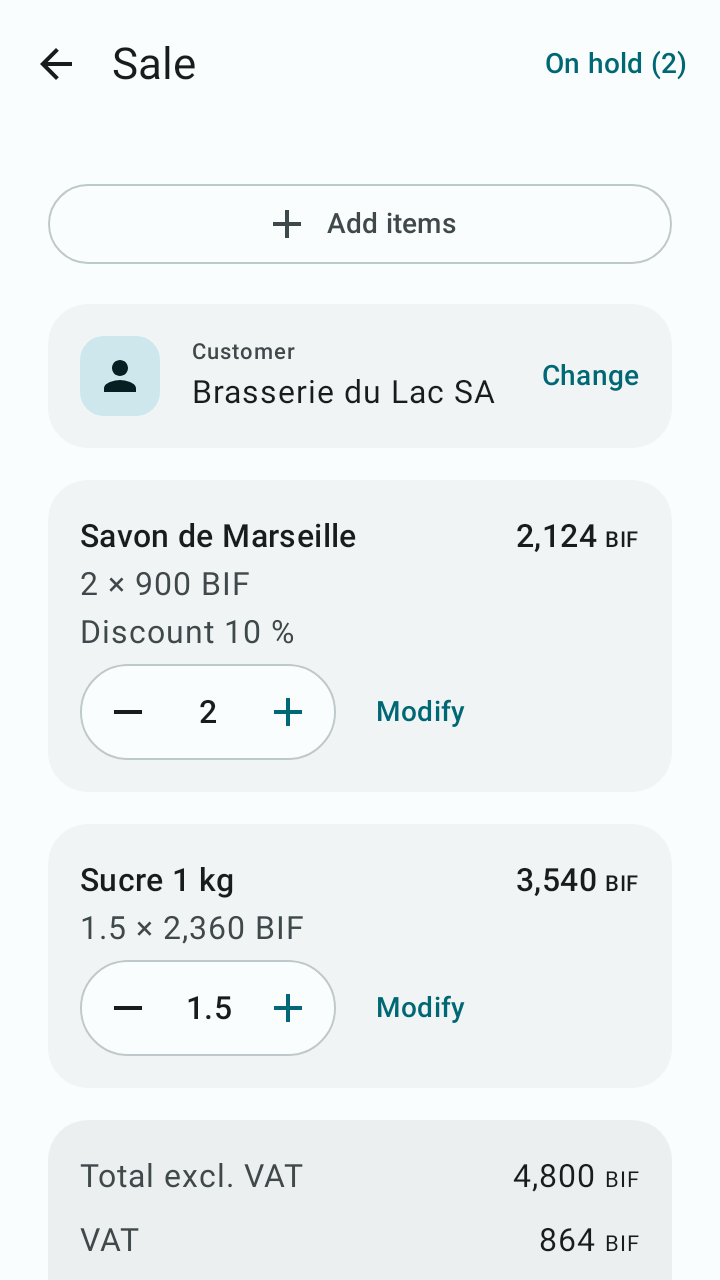 Sale
On hold (2)
Add items
Customer
Brasserie du Lac SA
Change
Savon de Marseille
2,124 BIF
2 × 900 BIF
Discount 10 %
2
Modify
Sucre 1 kg
3,540 BIF
1.5 × 2,360 BIF
1.5
Modify
Total excl. VAT
4,800 BIF
VAT
864 BIF